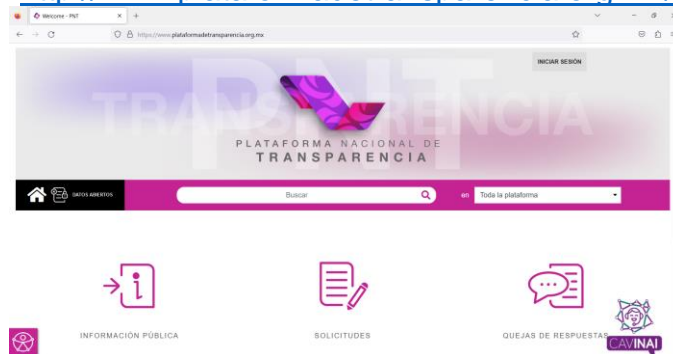 Welcome - PNT
https://www.plataformadetransparencia.org.mx
INICIAR SESIÓN
PNT
TRANSPARENCIA
PLATAFORMA NACIONAL DE
TRANSPARENCIA
DATOS ABIERTOS
Buscar
en
Toda la plataforma
INFORMACIÓN PÚBLICA
SOLICITUDES
QUEJAS DE RESPUESTAS
CAVINAI